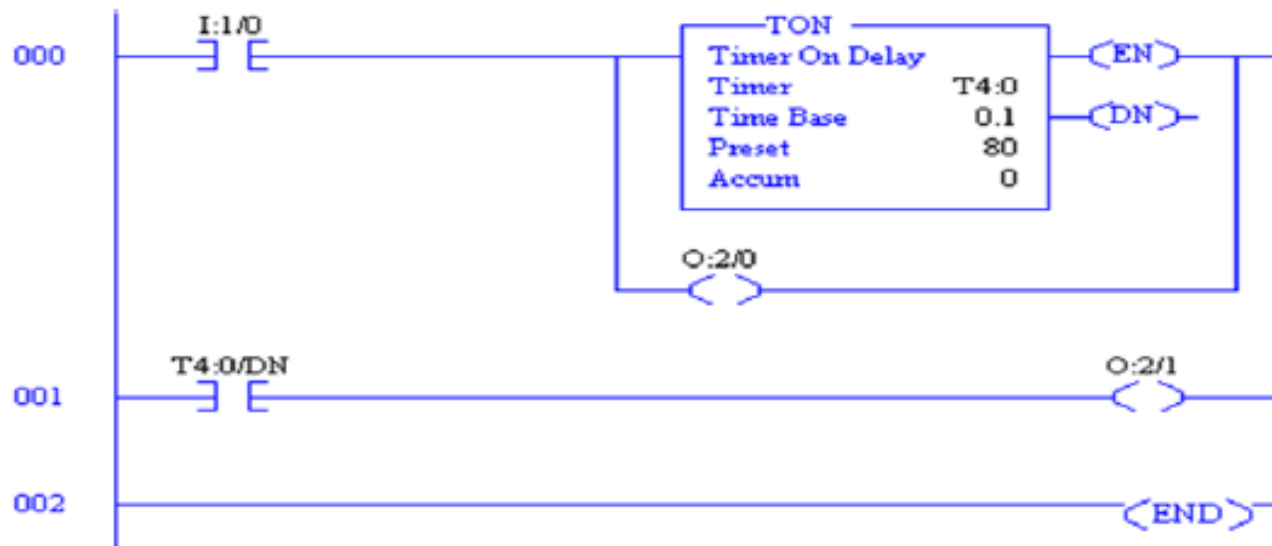 I:1/0
000
TON
Timer On Delay
Timer T4:0
Time Base 0.1
Preset 80
Accum 0
EN
DN
O:2/0
T4:0/DN
O:2/1
001
002
END